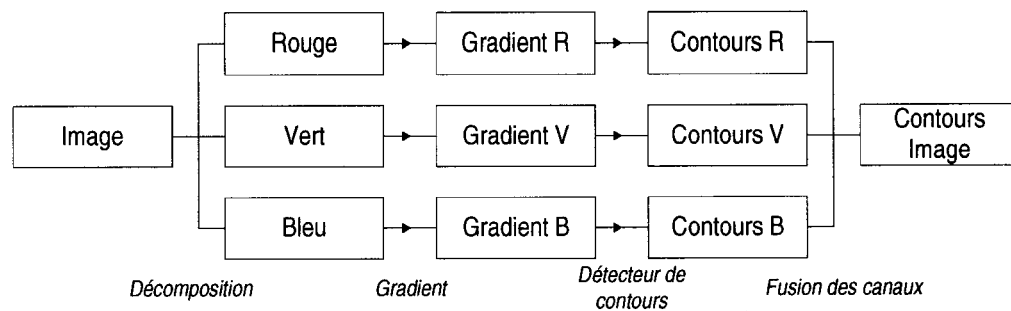 Rouge
Gradient R
Contours R
Image
Vert
Gradient V
Contours V
Contours
Image
Bleu
Gradient B
Contours B
Décomposition
Gradient
Détecteur de
contours
Fusion des canaux